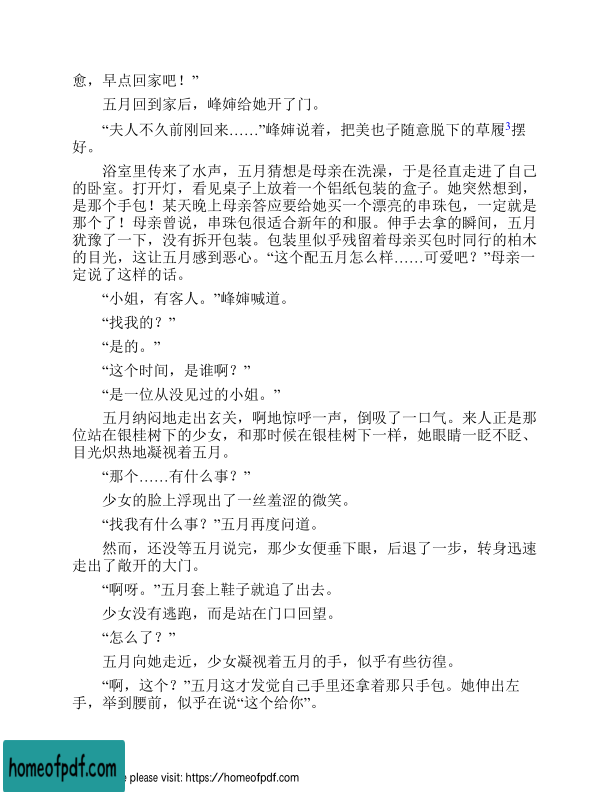 愈，早点回家吧！”
五月回到家后，峰婶给她开了门。
“夫人不久前刚回来……”峰婶说着，把美也子随意脱下的草履3摆
好。
浴室里传来了水声，五月猜想是母亲在洗澡，于是径直走进了自己
的卧室。打开灯，看见桌子上放着一个铝纸包装的盒子。她突然想到，
是那个手包！某天晚上母亲答应要给她买一个漂亮的串珠包，一定就是
那个了！母亲曾说，串珠包很适合新年的和服。伸手去拿的瞬间，五月
犹豫了一下，没有拆开包装。包装里似乎残留着母亲买包时同行的柏木
的目光，这让五月感到恶心。“这个配五月怎么样……可爱吧？”母亲一
定说了这样的话。
“小姐，有客人。”峰婶喊道。
“找我的？”
“是的。”
“这个时间，是谁啊？”
“是一位从没见过的小姐。”
五月纳闷地走出玄关，啊地惊呼一声，倒吸了一口气。来人正是那
位站在银桂树下的少女，和那时候在银桂树下一样，她眼睛一眨不眨、
目光炽热地凝视着五月。
“那个……有什么事？”
少女的脸上浮现出了一丝羞涩的微笑。
“找我有什么事？”五月再度问道。
然而，还没等五月说完，那少女便垂下眼，后退了一步，转身迅速
走出了敞开的大门。
“啊呀。”五月套上鞋子就追了出去。
少女没有逃跑，而是站在门口回望。
“怎么了？”
五月向她走近，少女凝视着五月的手，似乎有些彷徨。
“啊，这个？”五月这才发觉自己手里还拿着那只手包。她伸出左
手，举到腰前，似乎在说“这个给你”。
homeofpdf.com
e please visit: https://homeofpdf.com